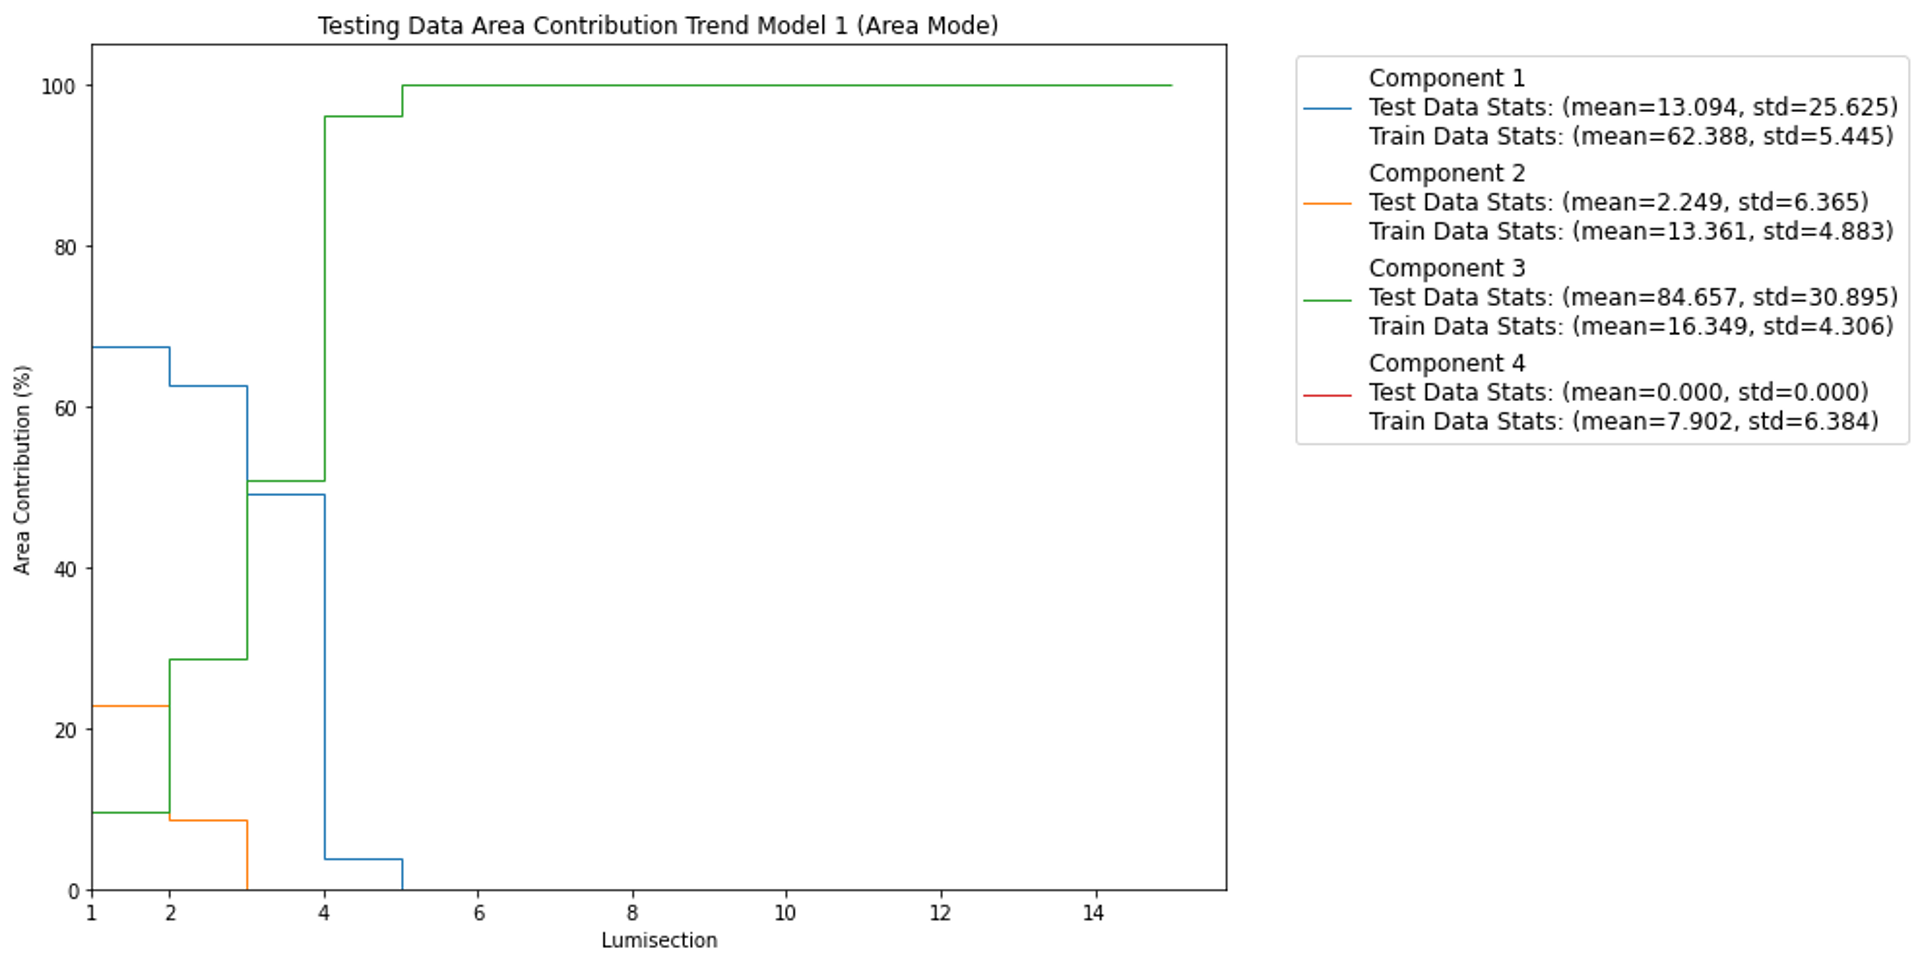 Testing Data Area Contribution Trend Model 1 (Area Mode)
Area Contribution (%)
100
80
60
40
20
0
1 2 4 6 8 10 12 14
Lumisection
Component 1
Test Data Stats: (mean=13.094, std=25.625)
Train Data Stats: (mean=62.388, std=5.445)
Component 2
Test Data Stats: (mean=2.249, std=6.365)
Train Data Stats: (mean=13.361, std=4.883)
Component 3
Test Data Stats: (mean=84.657, std=30.895)
Train Data Stats: (mean=16.349, std=4.306)
Component 4
Test Data Stats: (mean=0.000, std=0.000)
Train Data Stats: (mean=7.902, std=6.384)